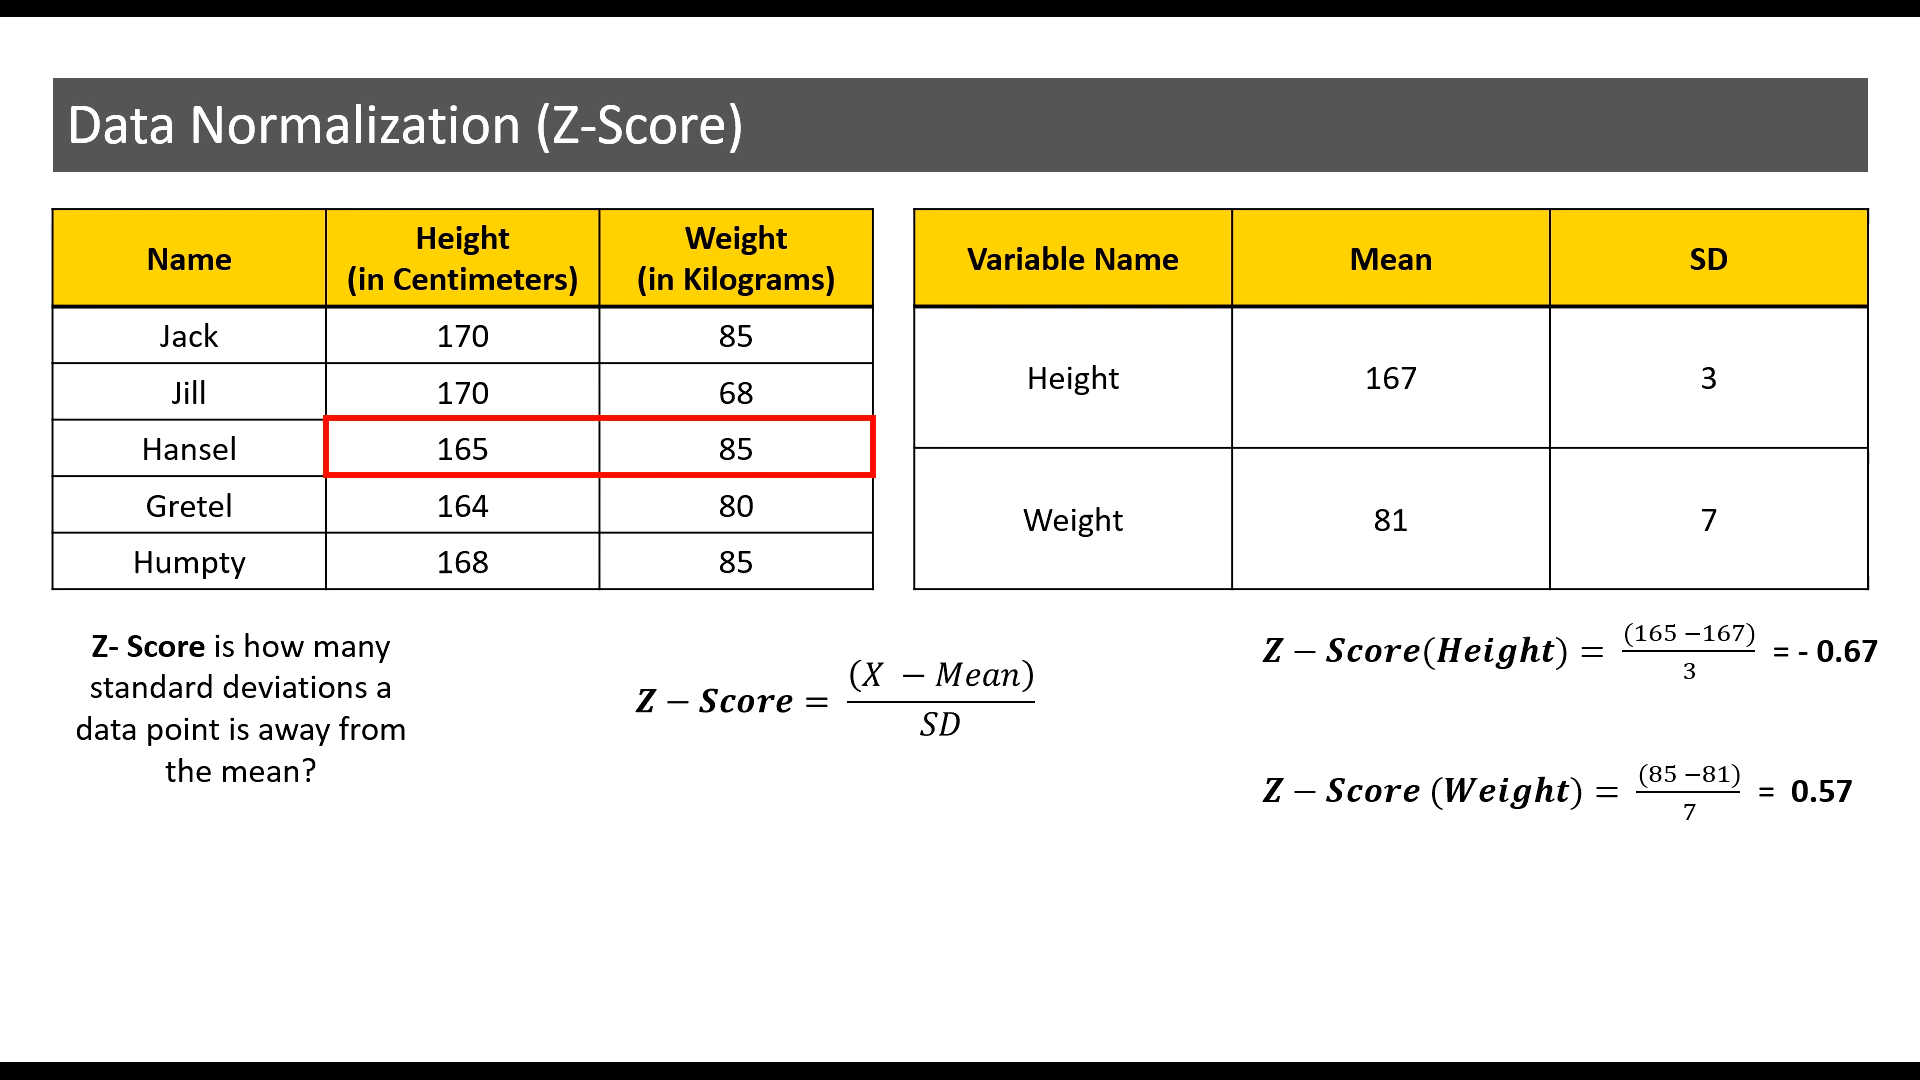 Data Normalization (Z-Score)
Name Height (in Centimeters) Weight (in Kilograms)
Jack 170 85
Jill 170 68
Hansel 165 85
Gretel 164 80
Humpty 168 85
Variable Name Mean SD
Height 167 3
Weight 81 7
Z- Score is how many
standard deviations a
data point is away from
the mean?
Z − Score = (X − Mean) / SD
Z − Score(Height) = (165 −167) / 3 = - 0.67
Z − Score (Weight) = (85 −81) / 7 = 0.57